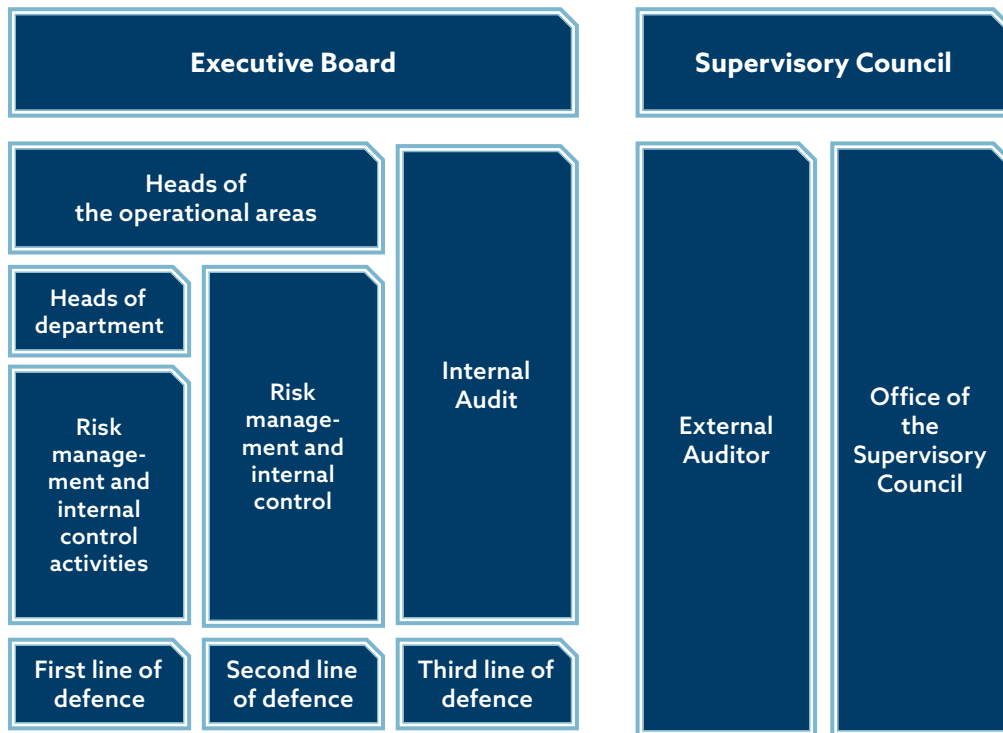 Executive Board
Supervisory Council
Heads of
the operational areas
Heads of
department
Risk
manage-
ment and
internal
control
activities
Risk
manage-
ment and
internal
control
Internal
Audit
External
Auditor
Office of
the
Supervisory
Council
First line of
defence
Second line
of defence
Third line of
defence